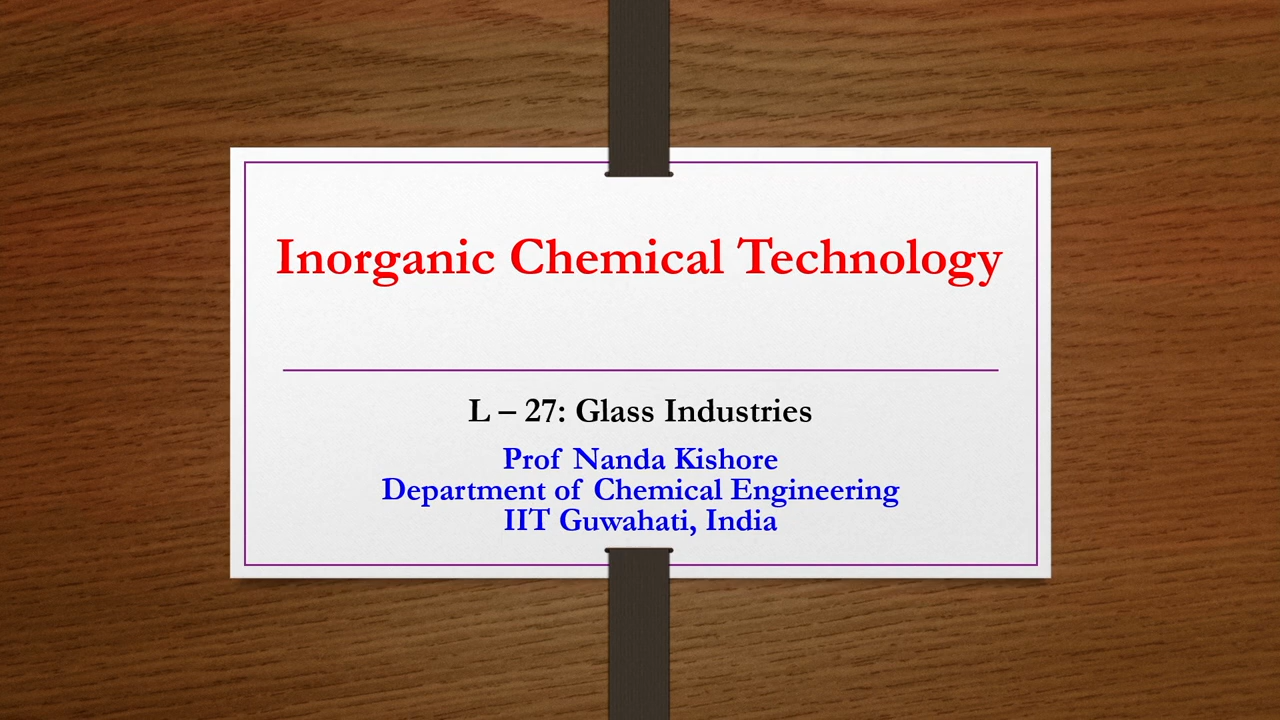 Inorganic Chemical Technology
L – 27: Glass Industries
Prof Nanda Kishore
Department of Chemical Engineering
IIT Guwahati, India